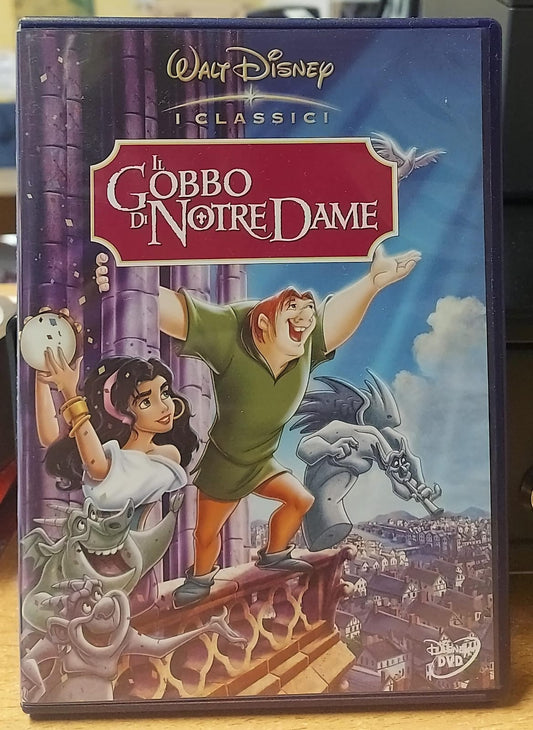 WALT DISNEY
I CLASSICI
IL
GOBBO
DI NOTRE DAME
DISNEY
DVD